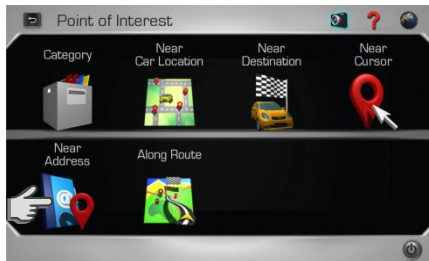 Point of Interest
?
Category
Near
Car Location
Near
Destination
Near
Cursor
Near
Address
@
Along Route